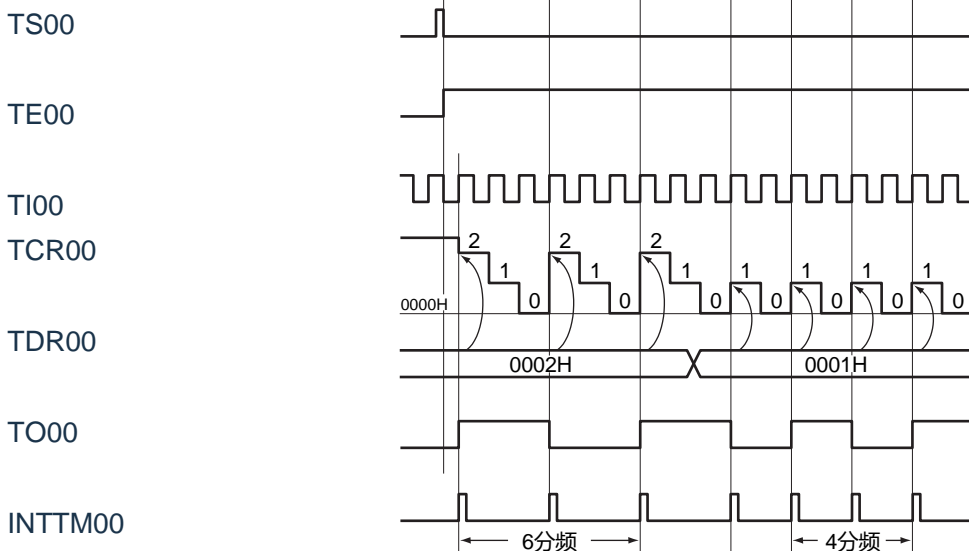 TS00
TE00
TI00
TCR00
2 2 2
1 1 1 1 1 1 1
0000H 0 0 0 0 0 0 0
TDR00
0002H 0001H
TO00
INTTM00
6分频 4分频